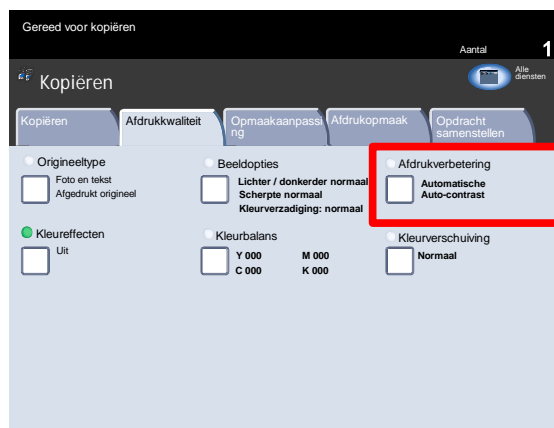 Gereed voor kopiëren
Aantal 1
Kopiëren
Alle
diensten
Kopiëren
Afdrukkwaliteit
Opmaakaanpassi
ng
Afdrukopmaak
Opdracht
samenstellen
Origineeltype
Foto en tekst
Afgedrukt origineel
Beeldopties
Lichter / donkerder normaal
Scherpte normaal
Kleurverzadiging: normaal
Afdrukverbetering
Automatische
Auto-contrast
Kleureffecten
Uit
Kleurbalans
Y 000 M 000
C 000 K 000
Kleurverschuiving
Normaal